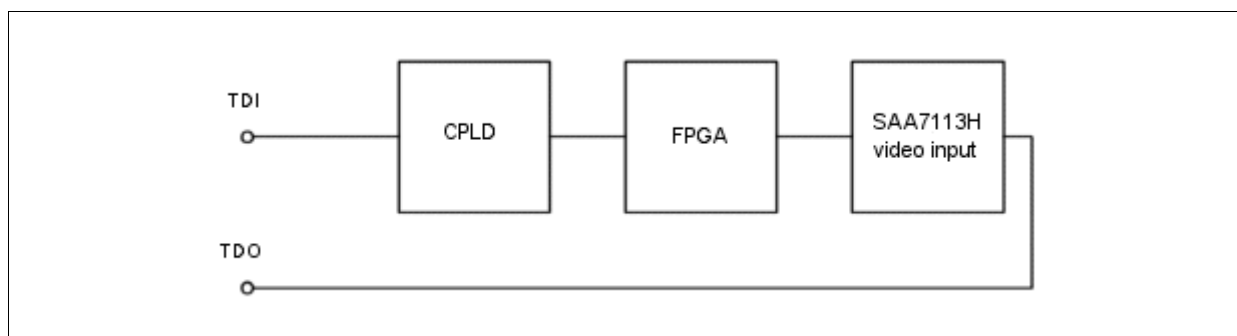 TDI
CPLD
FPGA
SAA7113H
video input
TDO